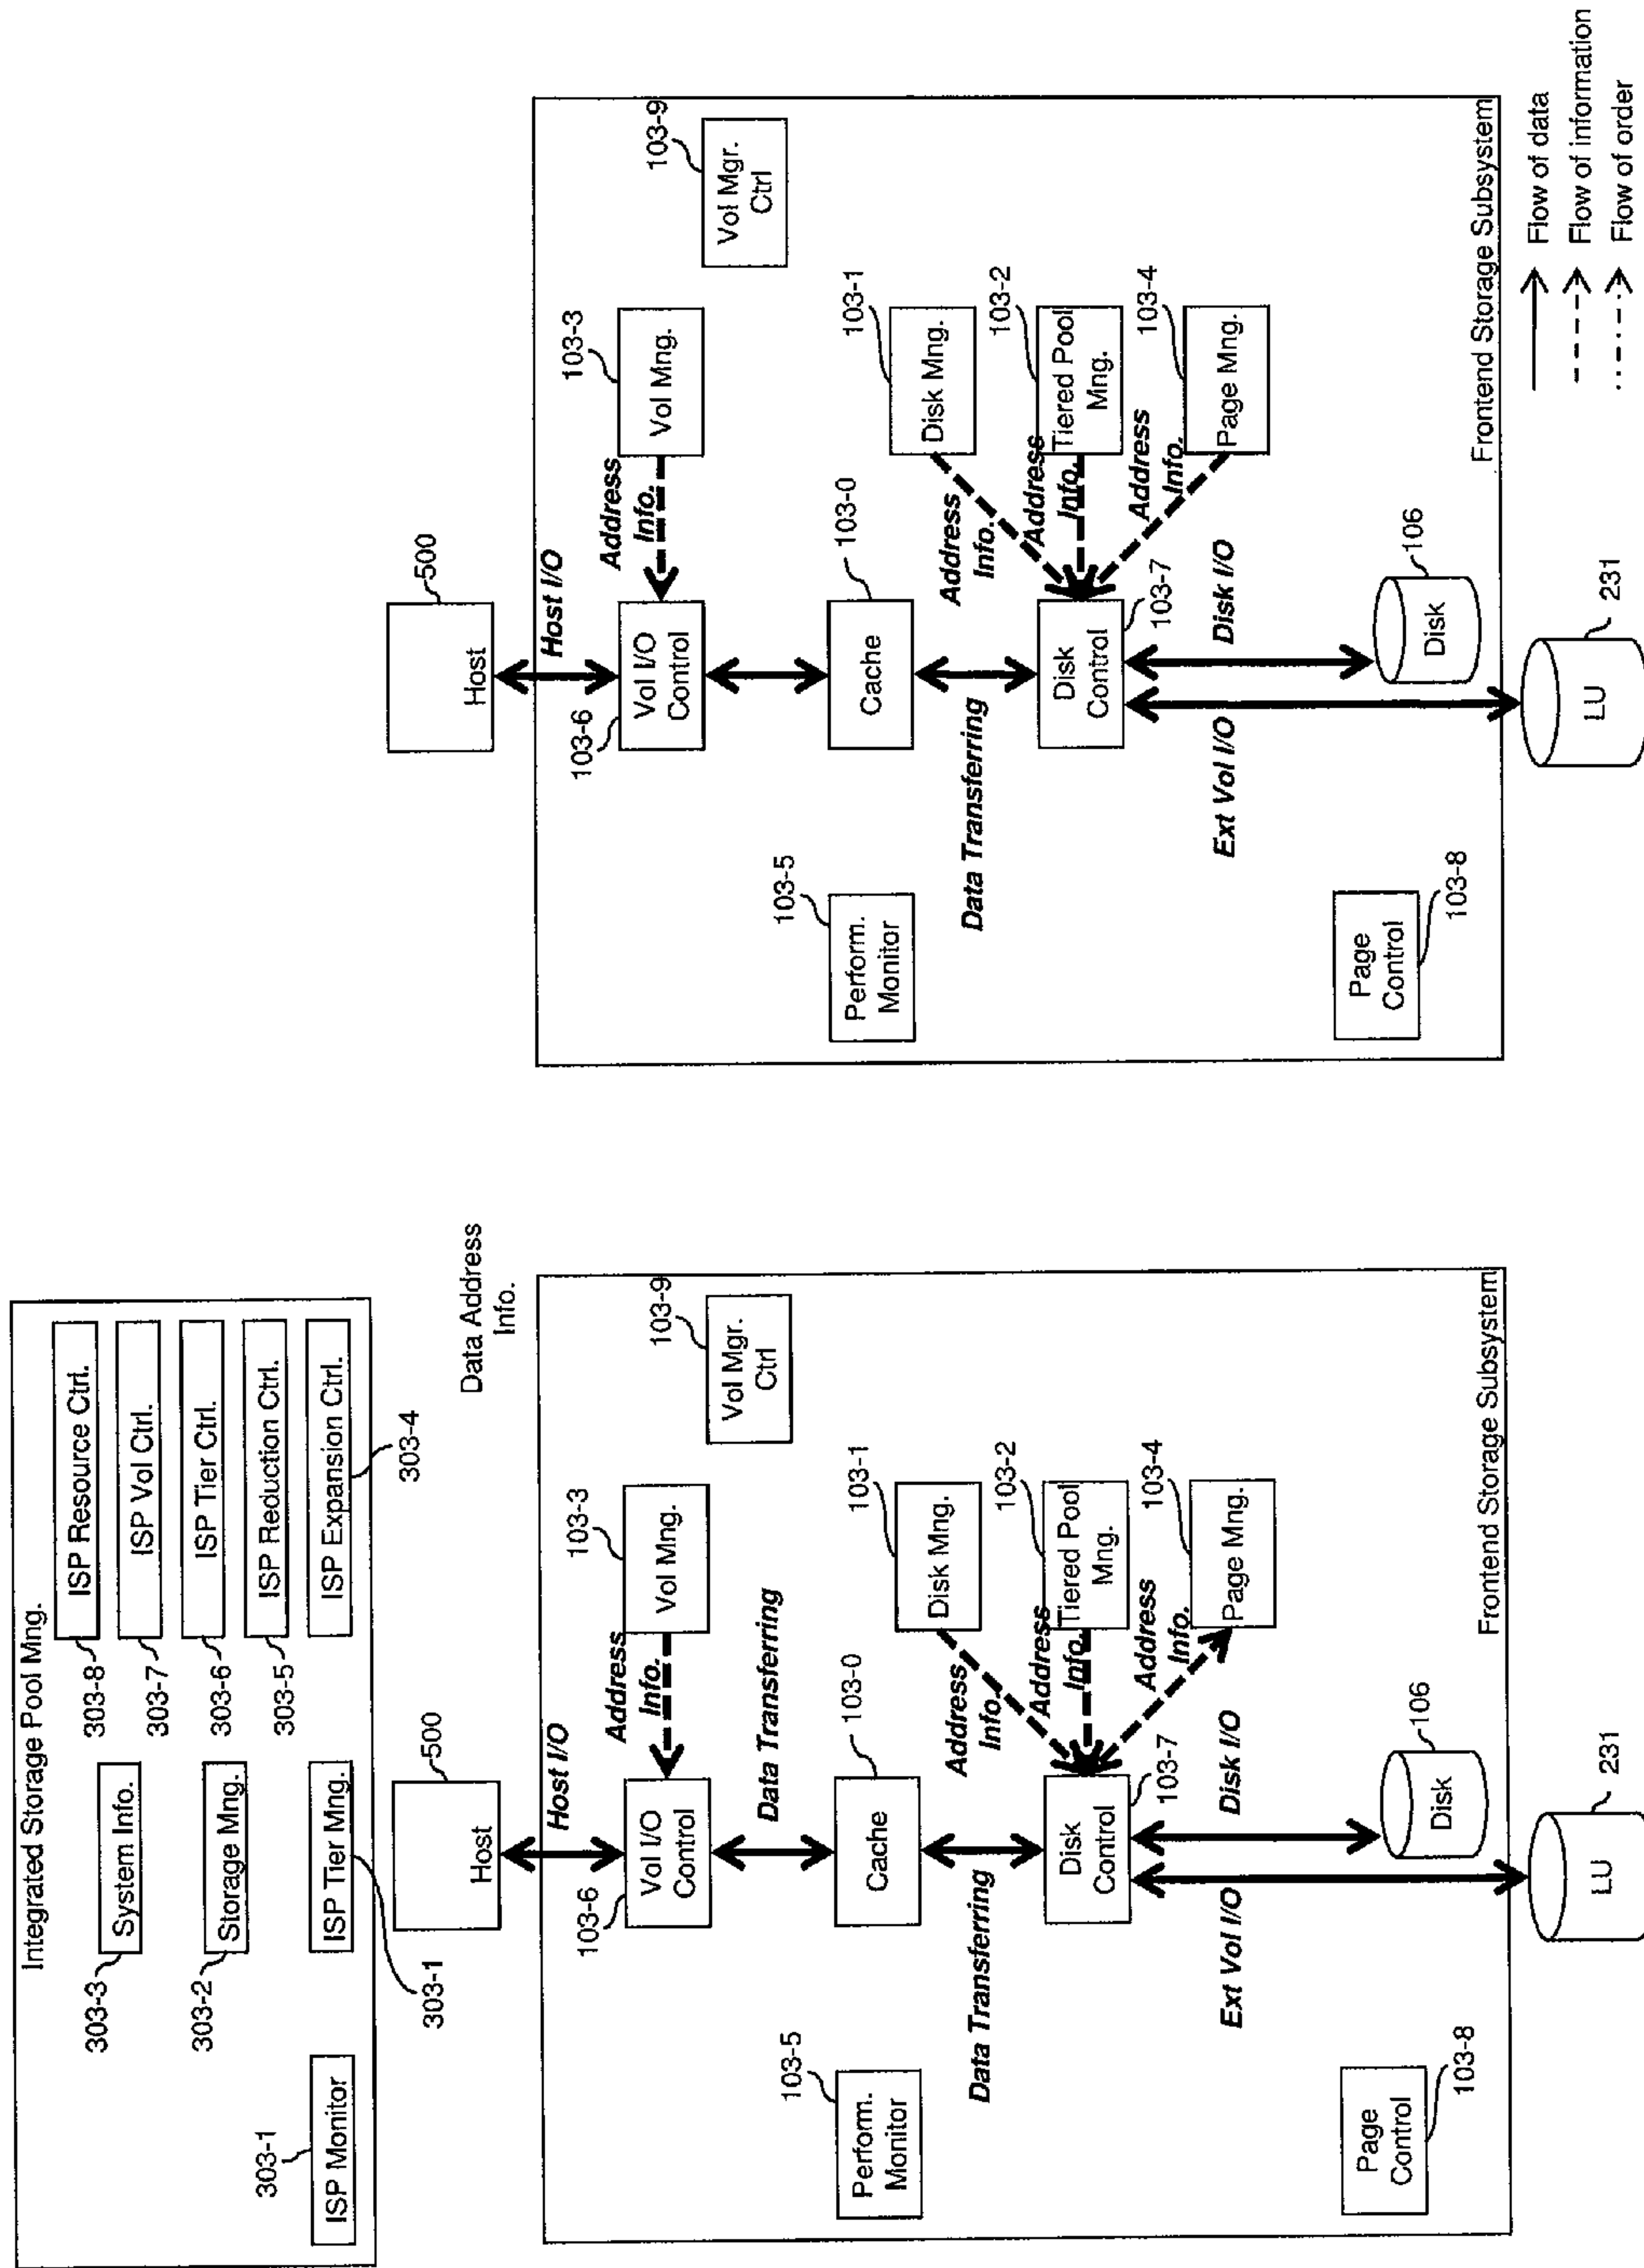 Integrated Storage Pool Mng.
303-1
ISP Monitor
303-3
System Info.
303-2
Storage Mng.
ISP Tier Mng.
303-1
303-8
ISP Resource Ctrl.
303-7
ISP Vol Ctrl.
303-6
ISP Tier Ctrl.
303-5
ISP Reduction Ctrl.
ISP Expansion Ctrl.
303-4
Data Address
Info.
500
Host
Host I/O
103-6
Vol I/O
Control
Address
Info.
103-3
Vol Mng.
103-9
Vol Mgr.
Ctrl
Data Transferring
103-5
Perform.
Monitor
103-0
Cache
Data Transferring
103-1
Disk Mng.
Address
Info.
103-2
Tiered Pool
Mng.
Address
Info.
103-4
Page Mng.
Address
Info.
103-7
Disk
Control
Disk I/O
Ext Vol I/O
103-8
Page
Control
106
Disk
Frontend Storage Subsystem
231
LU
500
Host
Host I/O
103-6
Vol I/O
Control
Address
Info.
103-3
Vol Mng.
103-9
Vol Mgr.
Ctrl
103-5
Perform.
Monitor
103-0
Cache
Data Transferring
103-1
Disk Mng.
Address
Info.
103-2
Tiered Pool
Mng.
Address
Info.
103-4
Page Mng.
Address
Info.
103-7
Disk
Control
Disk I/O
Ext Vol I/O
103-8
Page
Control
106
Disk
Frontend Storage Subsystem
231
LU
Flow of data
Flow of information
Flow of order